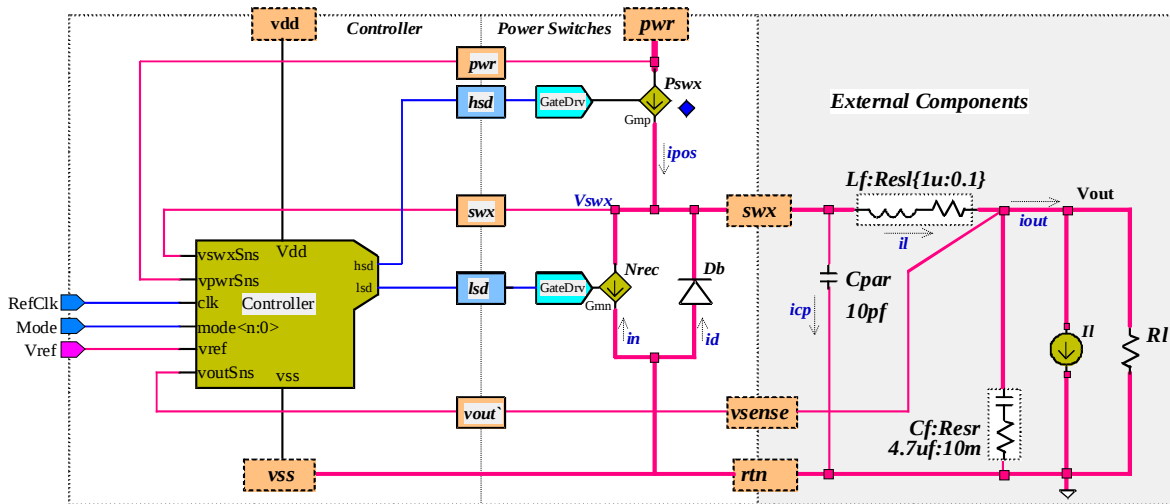 vdd
Controller
Power Switches
pwr
pwr
Pswx
hsd
GateDrv
Gmp
External Components
ipos
Lf:Resl{1u:0.1}
Vswx
swx
swx
Vout
iout
il
vswxSns
Vdd
hsd
vpwrSns
lsd
lsd
GateDrv
Nrec
Gmn
Db
Cpar
10pf
RefClk
clk
Controller
Mode
mode<n:0>
Vref
vref
voutSns
vss
in
id
icp
Il
Rl
vout`
vsense
Cf:Resr
4.7uf:10m
vss
rtn